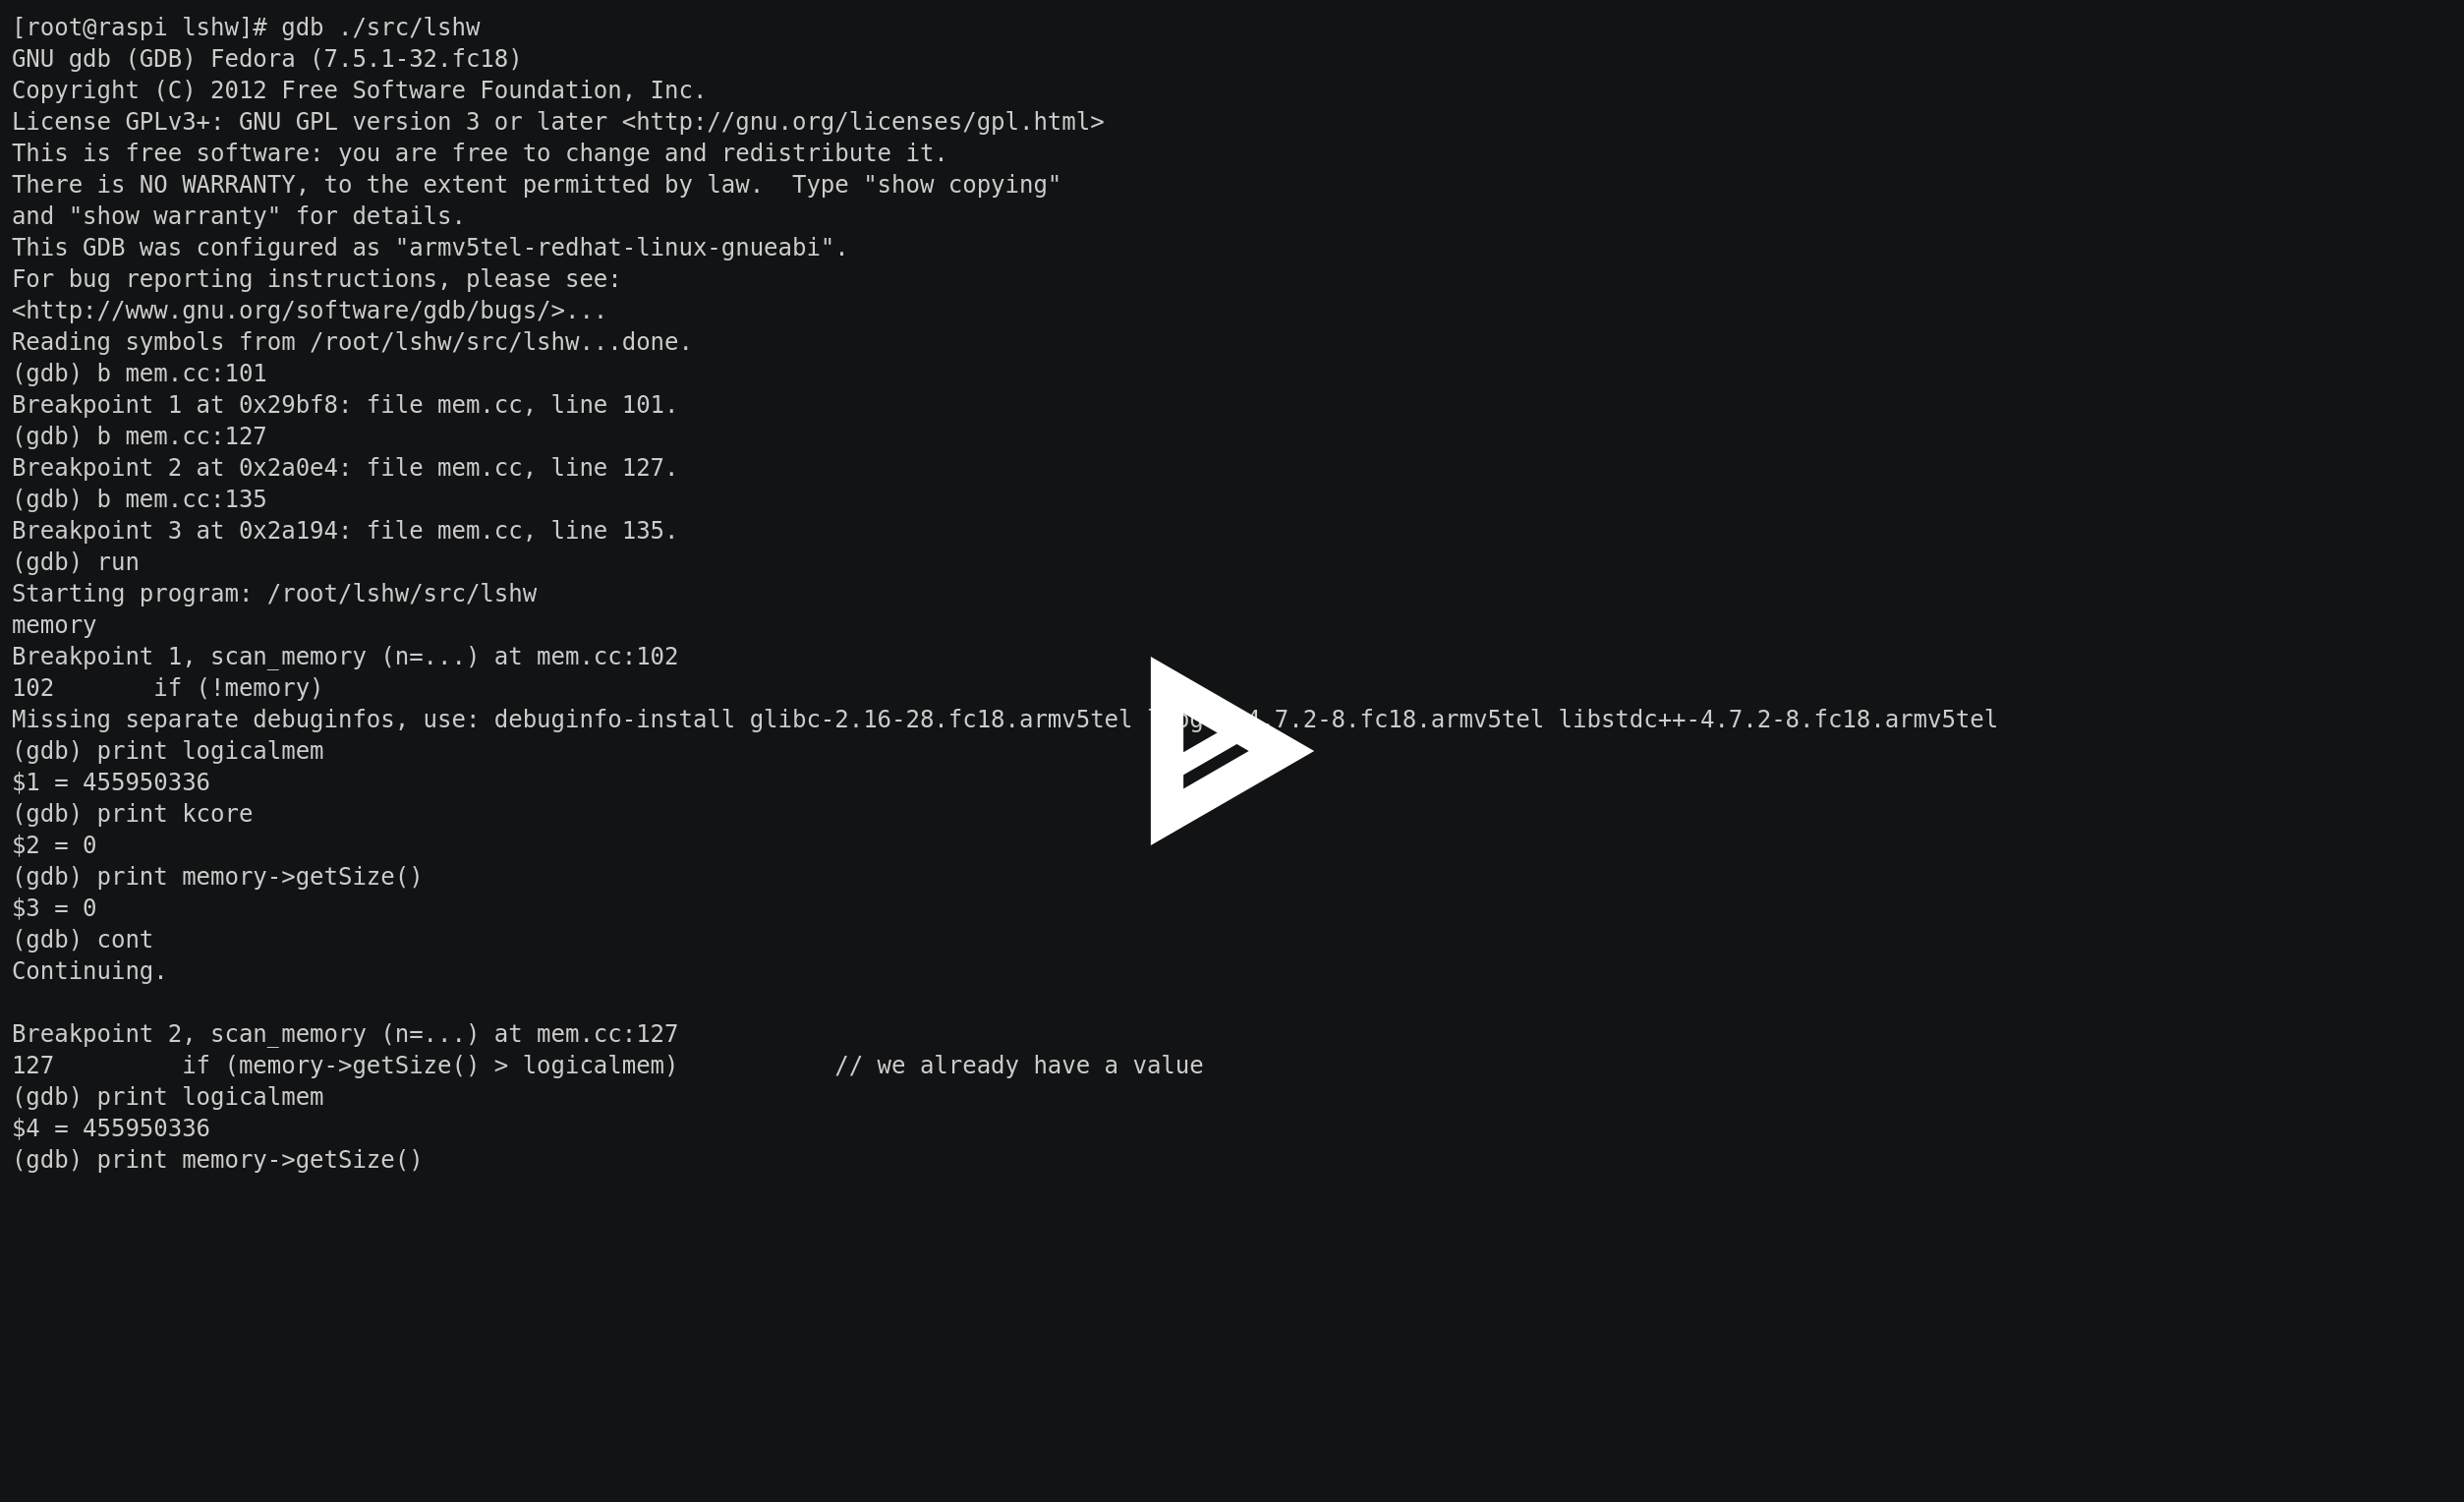 [root@raspi lshw]# gdb ./src/lshw
GNU gdb (GDB) Fedora (7.5.1-32.fc18)
Copyright (C) 2012 Free Software Foundation, Inc.
License GPLv3+: GNU GPL version 3 or later <http://gnu.org/licenses/gpl.html>
This is free software: you are free to change and redistribute it.
There is NO WARRANTY, to the extent permitted by law.  Type "show copying"
and "show warranty" for details.
This GDB was configured as "armv5tel-redhat-linux-gnueabi".
For bug reporting instructions, please see:
<http://www.gnu.org/software/gdb/bugs/>...
Reading symbols from /root/lshw/src/lshw...done.
(gdb) b mem.cc:101
Breakpoint 1 at 0x29bf8: file mem.cc, line 101.
(gdb) b mem.cc:127
Breakpoint 2 at 0x2a0e4: file mem.cc, line 127.
(gdb) b mem.cc:135
Breakpoint 3 at 0x2a194: file mem.cc, line 135.
(gdb) run
Starting program: /root/lshw/src/lshw
memory
Breakpoint 1, scan_memory (n=...) at mem.cc:102
102       if (!memory)
Missing separate debuginfos, use: debuginfo-install glibc-2.16-28.fc18.armv5tel 4.7.2-8.fc18.armv5tel libstdc++-4.7.2-8.fc18.armv5tel
(gdb) print logicalmem
$1 = 455950336
(gdb) print kcore
$2 = 0
(gdb) print memory->getSize()
$3 = 0
(gdb) cont
Continuing.

Breakpoint 2, scan_memory (n=...) at mem.cc:127
127         if (memory->getSize() > logicalmem)           // we already have a value
(gdb) print logicalmem
$4 = 455950336
(gdb) print memory->getSize()